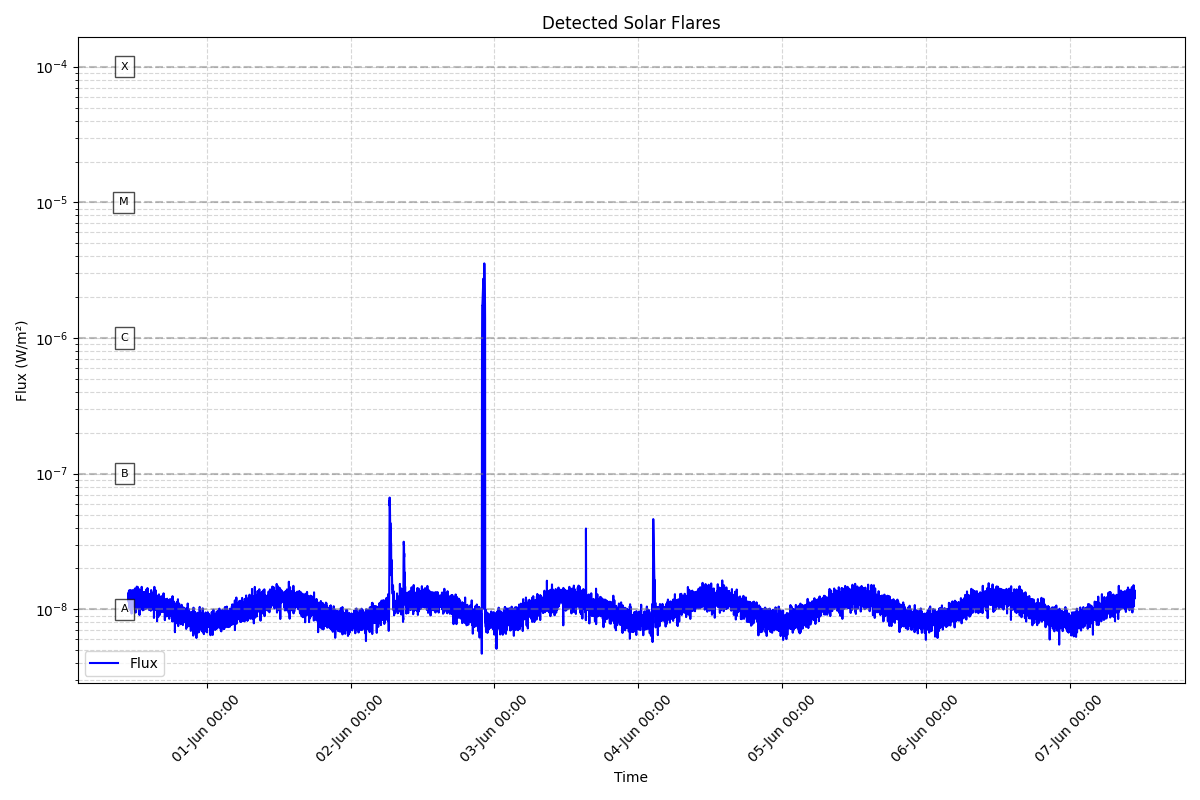 Detected Solar Flares
10⁻⁴
X
10⁻⁵
M
10⁻⁶
C
10⁻⁷
B
10⁻⁸
A
Flux (W/m²)
Flux
01-Jun 00:00
02-Jun 00:00
03-Jun 00:00
04-Jun 00:00
05-Jun 00:00
06-Jun 00:00
07-Jun 00:00
Time